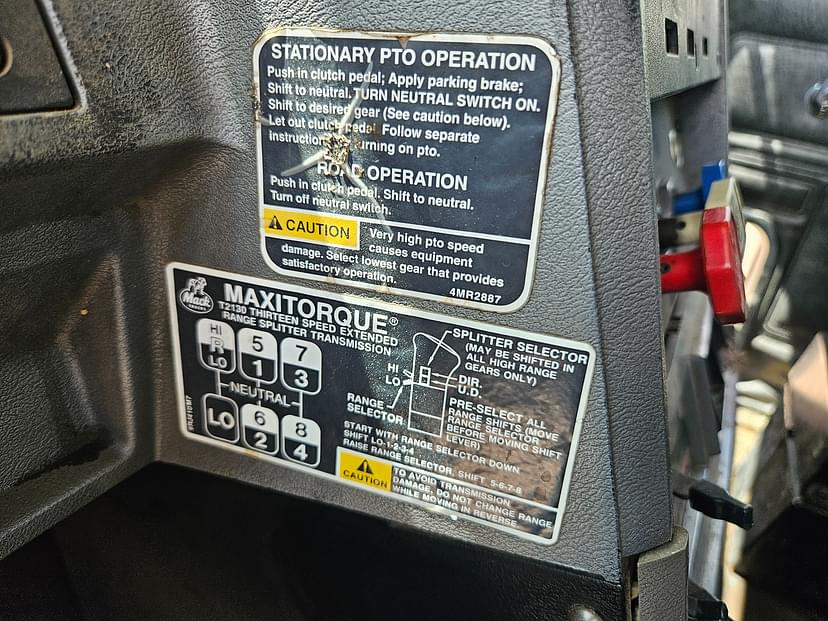 STATIONARY PTO OPERATION
Push in clutch pedal; Apply parking brake;
Shift to neutral. TURN NEUTRAL SWITCH ON.
Shift to desired gear (See caution below).
Let out clutch pedal. Follow separate
turning on pto.
ROAD OPERATION
Push in clutch pedal. Shift to neutral.
Turn off neutral switch.
CAUTION
Very high pto speed
causes equipment
damage. Select lowest gear that provides
satisfactory operation.
4MR2887
Mack
TRUCKS
MAXITORQUE®
T2130 THIRTEEN SPEED EXTENDED
RANGE SPLITTER TRANSMISSION
HI
R
LO
5
1
7
3
NEUTRAL
LO
6
2
8
4
SPLITTER SELECTOR
(MAY BE SHIFTED IN
ALL HIGH RANGE
GEARS ONLY)
HI
LO
DIR.
U.D.
RANGE
SELECTOR
PRE-SELECT ALL
RANGE SHIFTS (MOVE
RANGE SELECTOR
BEFORE MOVING SHIFT
LEVER)
START WITH RANGE SELECTOR DOWN
SHIFT LO-1-2-3-4
RAISE RANGE SELECTOR, SHIFT 5-6-7-8
CAUTION
TO AVOID TRANSMISSION
DAMAGE, DO NOT CHANGE RANGE
WHILE MOVING IN REVERSE